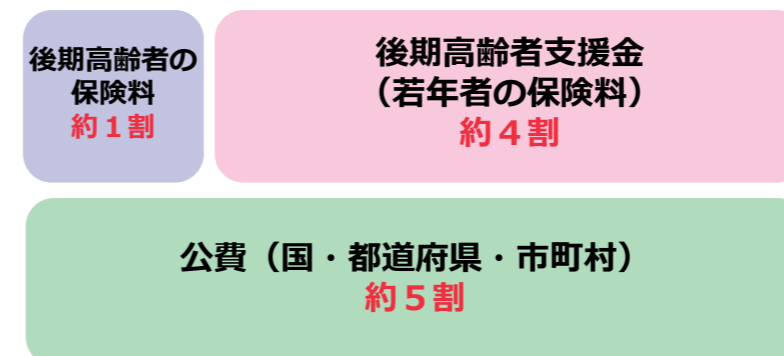 後期高齢者の
保険料
約１割
後期高齢者支援金
（若年者の保険料）
約４割
公費（国・都道府県・市町村）
約５割